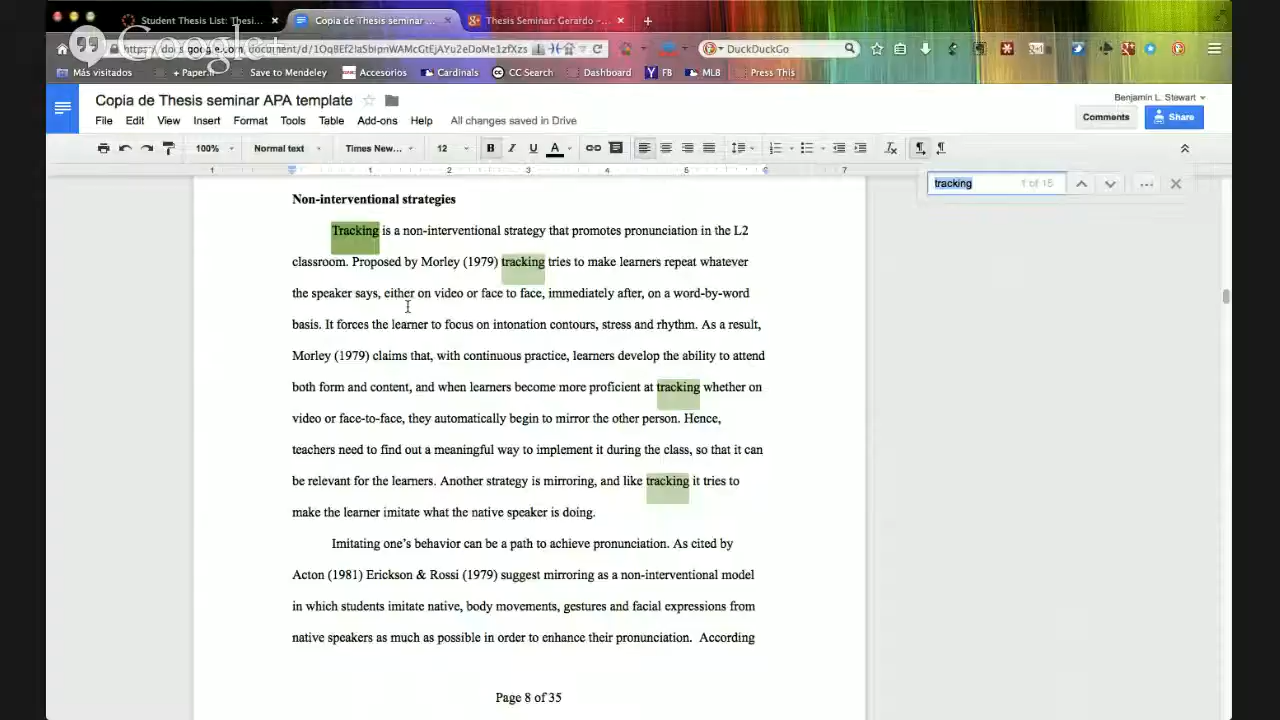 Student Thesis List: Thesi...
Copia de Thesis seminar ...
Thesis Seminar: Gerardo – ...
Google+
DuckDuckGo
Más visitados
+ Paper.li
Save to Mendeley
Accesorios
Cardinals
CC Search
Dashboard
FB
MLB
Press This
Copia de Thesis seminar APA template
Benjamin L. Stewart
File Edit View Insert Format Tools Table Add-ons Help All changes saved in Drive
Comments
Share
100% Normal text Times New... 12 B I U A
1 1 2 3 4 5 6 7
tracking 1 of 15
Non-interventional strategies
Tracking is a non-interventional strategy that promotes pronunciation in the L2
classroom. Proposed by Morley (1979) tracking tries to make learners repeat whatever
the speaker says, either on video or face to face, immediately after, on a word-by-word
basis. It forces the learner to focus on intonation contours, stress and rhythm. As a result,
Morley (1979) claims that, with continuous practice, learners develop the ability to attend
both form and content, and when learners become more proficient at tracking whether on
video or face-to-face, they automatically begin to mirror the other person. Hence,
teachers need to find out a meaningful way to implement it during the class, so that it can
be relevant for the learners. Another strategy is mirroring, and like tracking it tries to
make the learner imitate what the native speaker is doing.
Imitating one's behavior can be a path to achieve pronunciation. As cited by
Acton (1981) Erickson & Rossi (1979) suggest mirroring as a non-interventional model
in which students imitate native, body movements, gestures and facial expressions from
native speakers as much as possible in order to enhance their pronunciation. According
Page 8 of 35